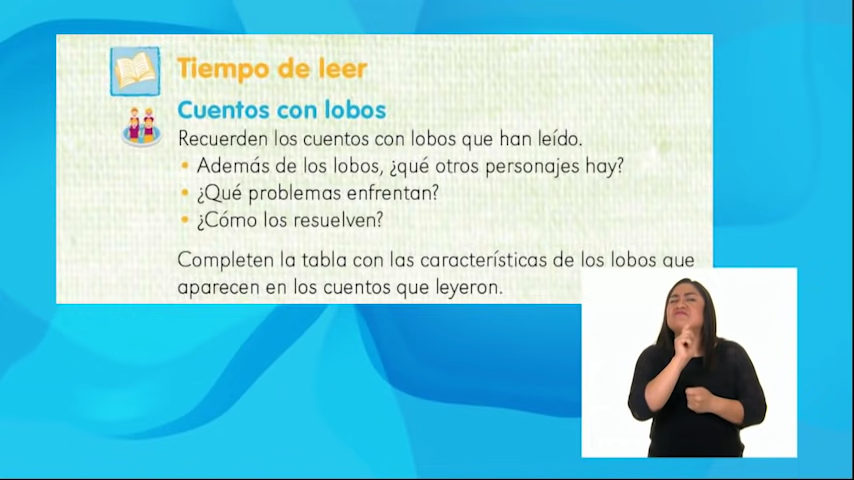 Tiempo de leer
Cuentos con lobos
Recuerden los cuentos con lobos que han leído.
• Además de los lobos, ¿qué otros personajes hay?
• ¿Qué problemas enfrentan?
• ¿Cómo los resuelven?
Completen la tabla con las características de los lobos que
aparecen en los cuentos que leyeron.